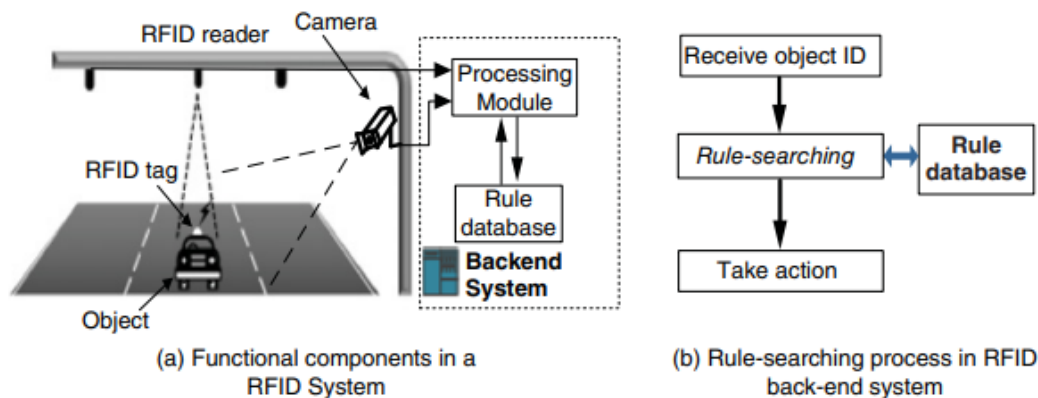 Camera
RFID reader
Processing
Module
RFID tag
Rule
database
Backend
System
Object
(a) Functional components in a
RFID System
Receive object ID
Rule-searching
Rule
database
Take action
(b) Rule-searching process in RFID
back-end system